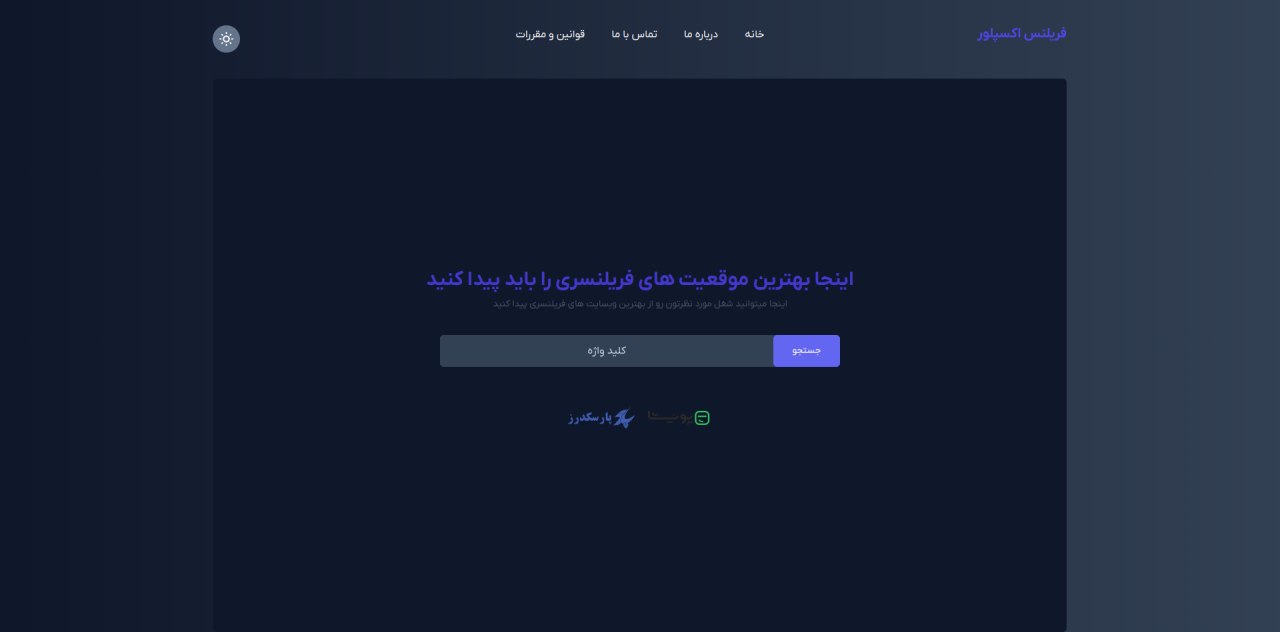 فریلنس اکسپلور
خانه
درباره ما
تماس با ما
قوانین و مقررات
اینجا بهترین موقعیت های فریلنسری را باید پیدا کنید
اینجا میتوانید شغل مورد نظرتون رو از بهترین وبسایت های فریلنسری پیدا کنید
جستجو
کلید واژه
پونیشا
پارسکدرز